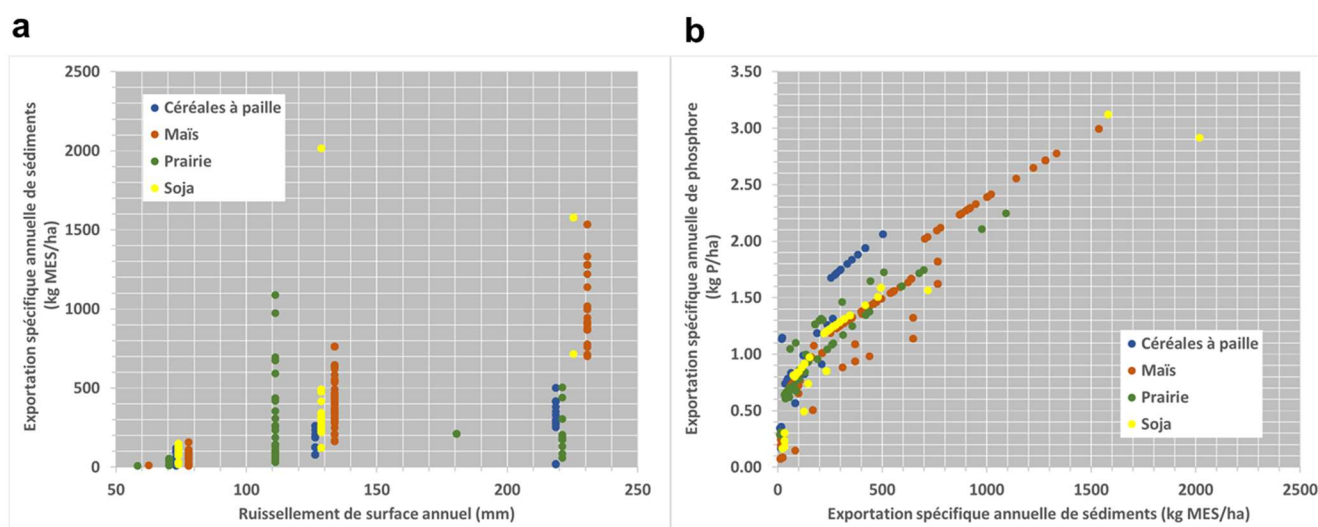 a
Exportation spécifique annuelle de sédiments
(kg MES/ha)
2500
2000
1500
1000
500
0
Céréales à paille
Maïs
Prairie
Soja
50
100
150
200
250
Ruissellement de surface annuel (mm)
b
Exportation spécifique annuelle de phosphore
(kg P/ha)
3.50
3.00
2.50
2.00
1.50
1.00
0.50
0.00
Céréales à paille
Maïs
Prairie
Soja
0
500
1000
1500
2000
2500
Exportation spécifique annuelle de sédiments (kg MES/ha)